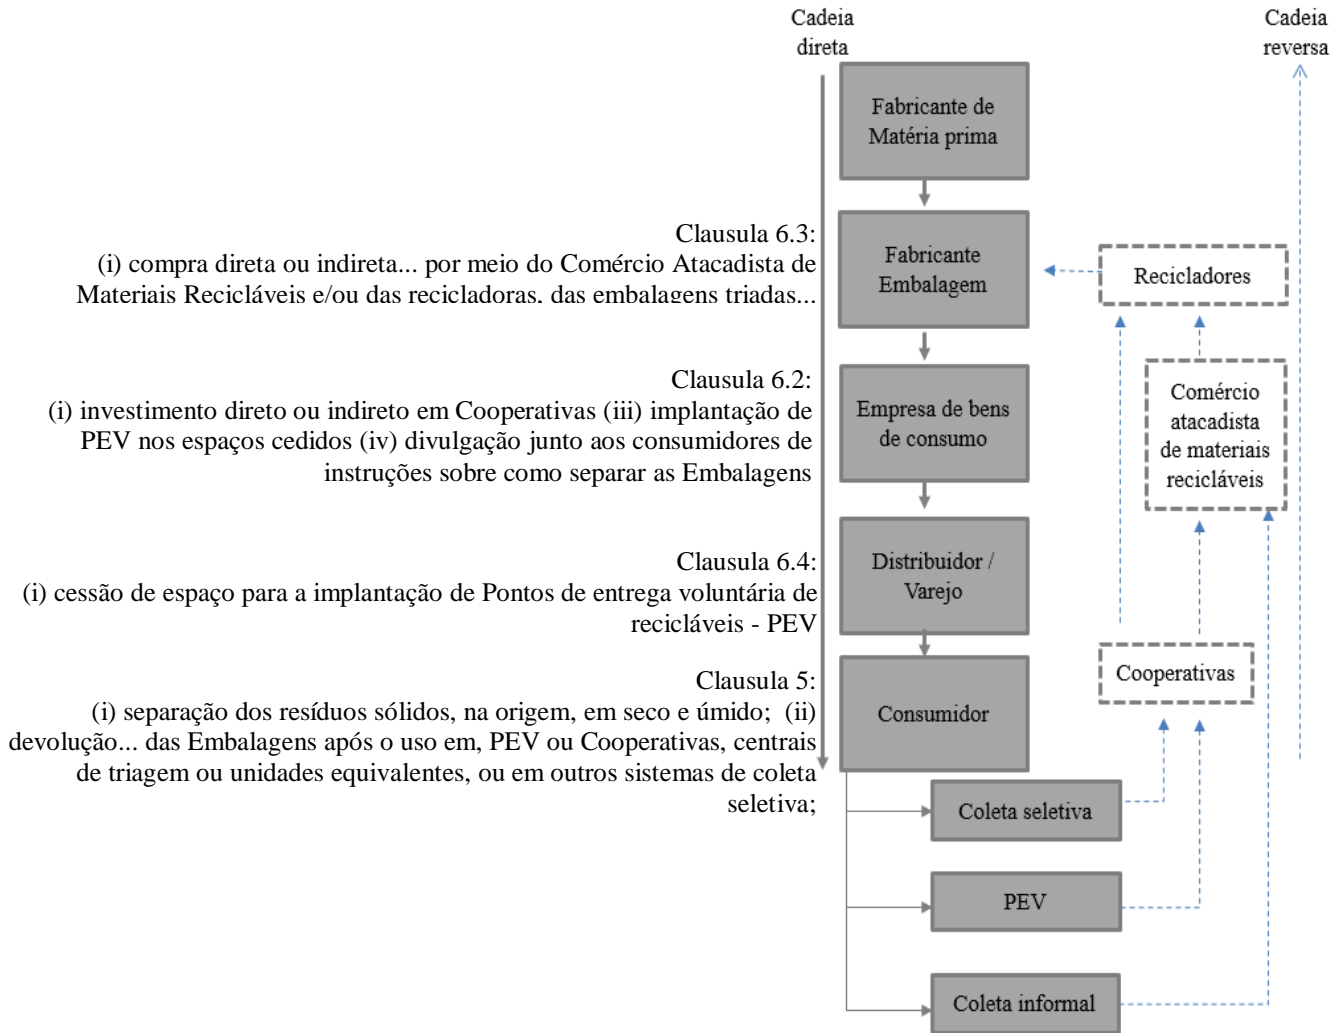 Cadeia
direta
Cadeia
reversa
Fabricante de
Matéria prima
Clausula 6.3:
(i) compra direta ou indireta... por meio do Comércio Atacadista de
Materiais Recicláveis e/ou das recicladoras, das embalagens triadas...
Fabricante
Embalagem
Recicladores
Clausula 6.2:
(i) investimento direto ou indireto em Cooperativas (iii) implantação de
PEV nos espaços cedidos (iv) divulgação junto aos consumidores de
instruções sobre como separar as Embalagens
Empresa de bens
de consumo
Comércio
atacadista
de materiais
recicláveis
Clausula 6.4:
(i) cessão de espaço para a implantação de Pontos de entrega voluntária de
recicláveis - PEV
Distribuidor /
Varejo
Clausula 5:
(i) separação dos resíduos sólidos, na origem, em seco e úmido;  (ii)
devolução... das Embalagens após o uso em, PEV ou Cooperativas, centrais
de triagem ou unidades equivalentes, ou em outros sistemas de coleta
seletiva;
Consumidor
Cooperativas
Coleta seletiva
PEV
Coleta informal